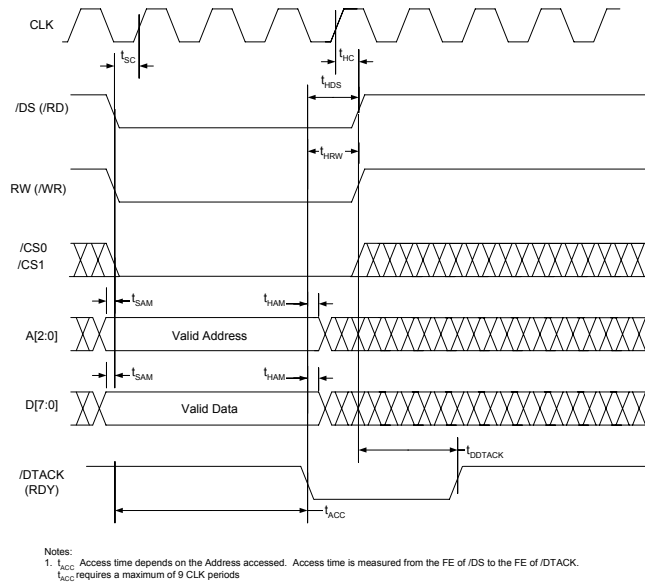 CLK
tSC
tHC
tHDS
/DS (/RD)
tHRW
RW (/WR)
/CS0
/CS1
tSAM
tHAM
A[2:0]
Valid Address
tSAM
tHAM
D[7:0]
Valid Data
tDDTACK
/DTACK
(RDY)
tACC
Notes:
1. tACC Access time depends on the Address accessed. Access time is measured from the FE of /DS to the FE of /DTACK.
tACC requires a maximum of 9 CLK periods